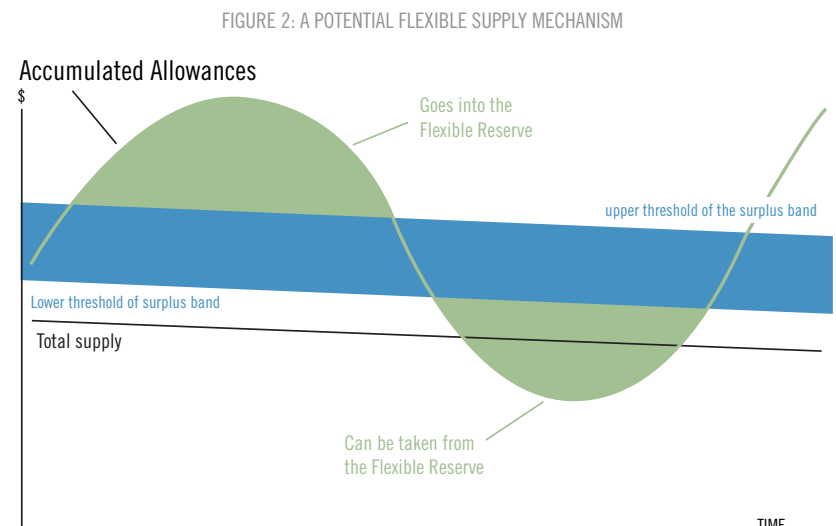 FIGURE 2: A POTENTIAL FLEXIBLE SUPPLY MECHANISM
Accumulated Allowances
$
Goes into the
Flexible Reserve
upper threshold of the surplus band
Lower threshold of surplus band
Total supply
Can be taken from
the Flexible Reserve
TIME